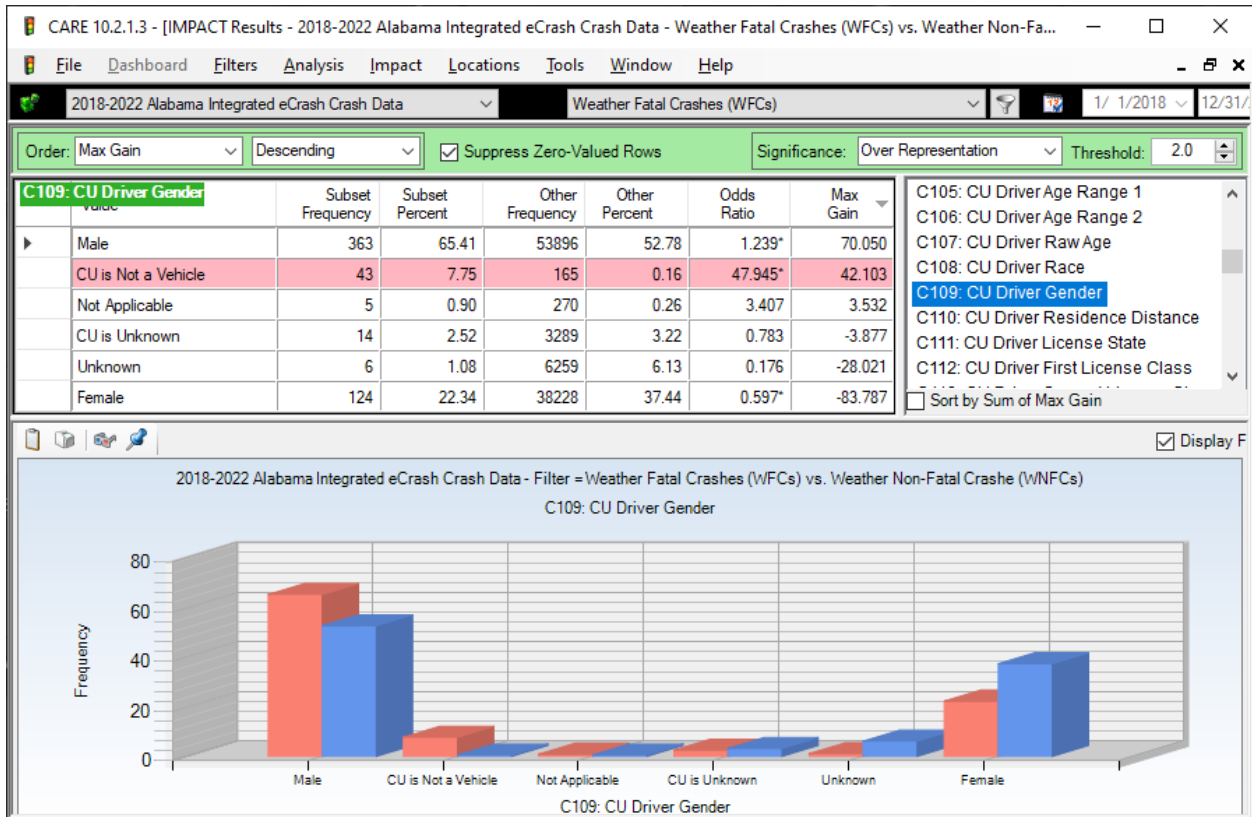 CARE 10.2.1.3 - [IMPACT Results - 2018-2022 Alabama Integrated eCrash Crash Data - Weather Fatal Crashes (WFCs) vs. Weather Non-Fa...
File Dashboard Filters Analysis Impact Locations Tools Window Help
2018-2022 Alabama Integrated eCrash Crash Data Weather Fatal Crashes (WFCs) 1/ 1/2018 12/31/
Order: Max Gain Descending Suppress Zero-Valued Rows Significance: Over Representation Threshold: 2.0
C109: CU Driver Gender
Subset Frequency Subset Percent Other Frequency Other Percent Odds Ratio Max Gain
Male 363 65.41 53896 52.78 1.239* 70.050
CU is Not a Vehicle 43 7.75 165 0.16 47.945* 42.103
Not Applicable 5 0.90 270 0.26 3.407 3.532
CU is Unknown 14 2.52 3289 3.22 0.783 -3.877
Unknown 6 1.08 6259 6.13 0.176 -28.021
Female 124 22.34 38228 37.44 0.597* -83.787
C105: CU Driver Age Range 1
C106: CU Driver Age Range 2
C107: CU Driver Raw Age
C108: CU Driver Race
C109: CU Driver Gender
C110: CU Driver Residence Distance
C111: CU Driver License State
C112: CU Driver First License Class
Sort by Sum of Max Gain
Display F
2018-2022 Alabama Integrated eCrash Crash Data - Filter = Weather Fatal Crashes (WFCs) vs. Weather Non-Fatal Crashe (WNFCs)
C109: CU Driver Gender
80
60
40
20
0
Frequency
Male CU is Not a Vehicle Not Applicable CU is Unknown Unknown Female
C109: CU Driver Gender